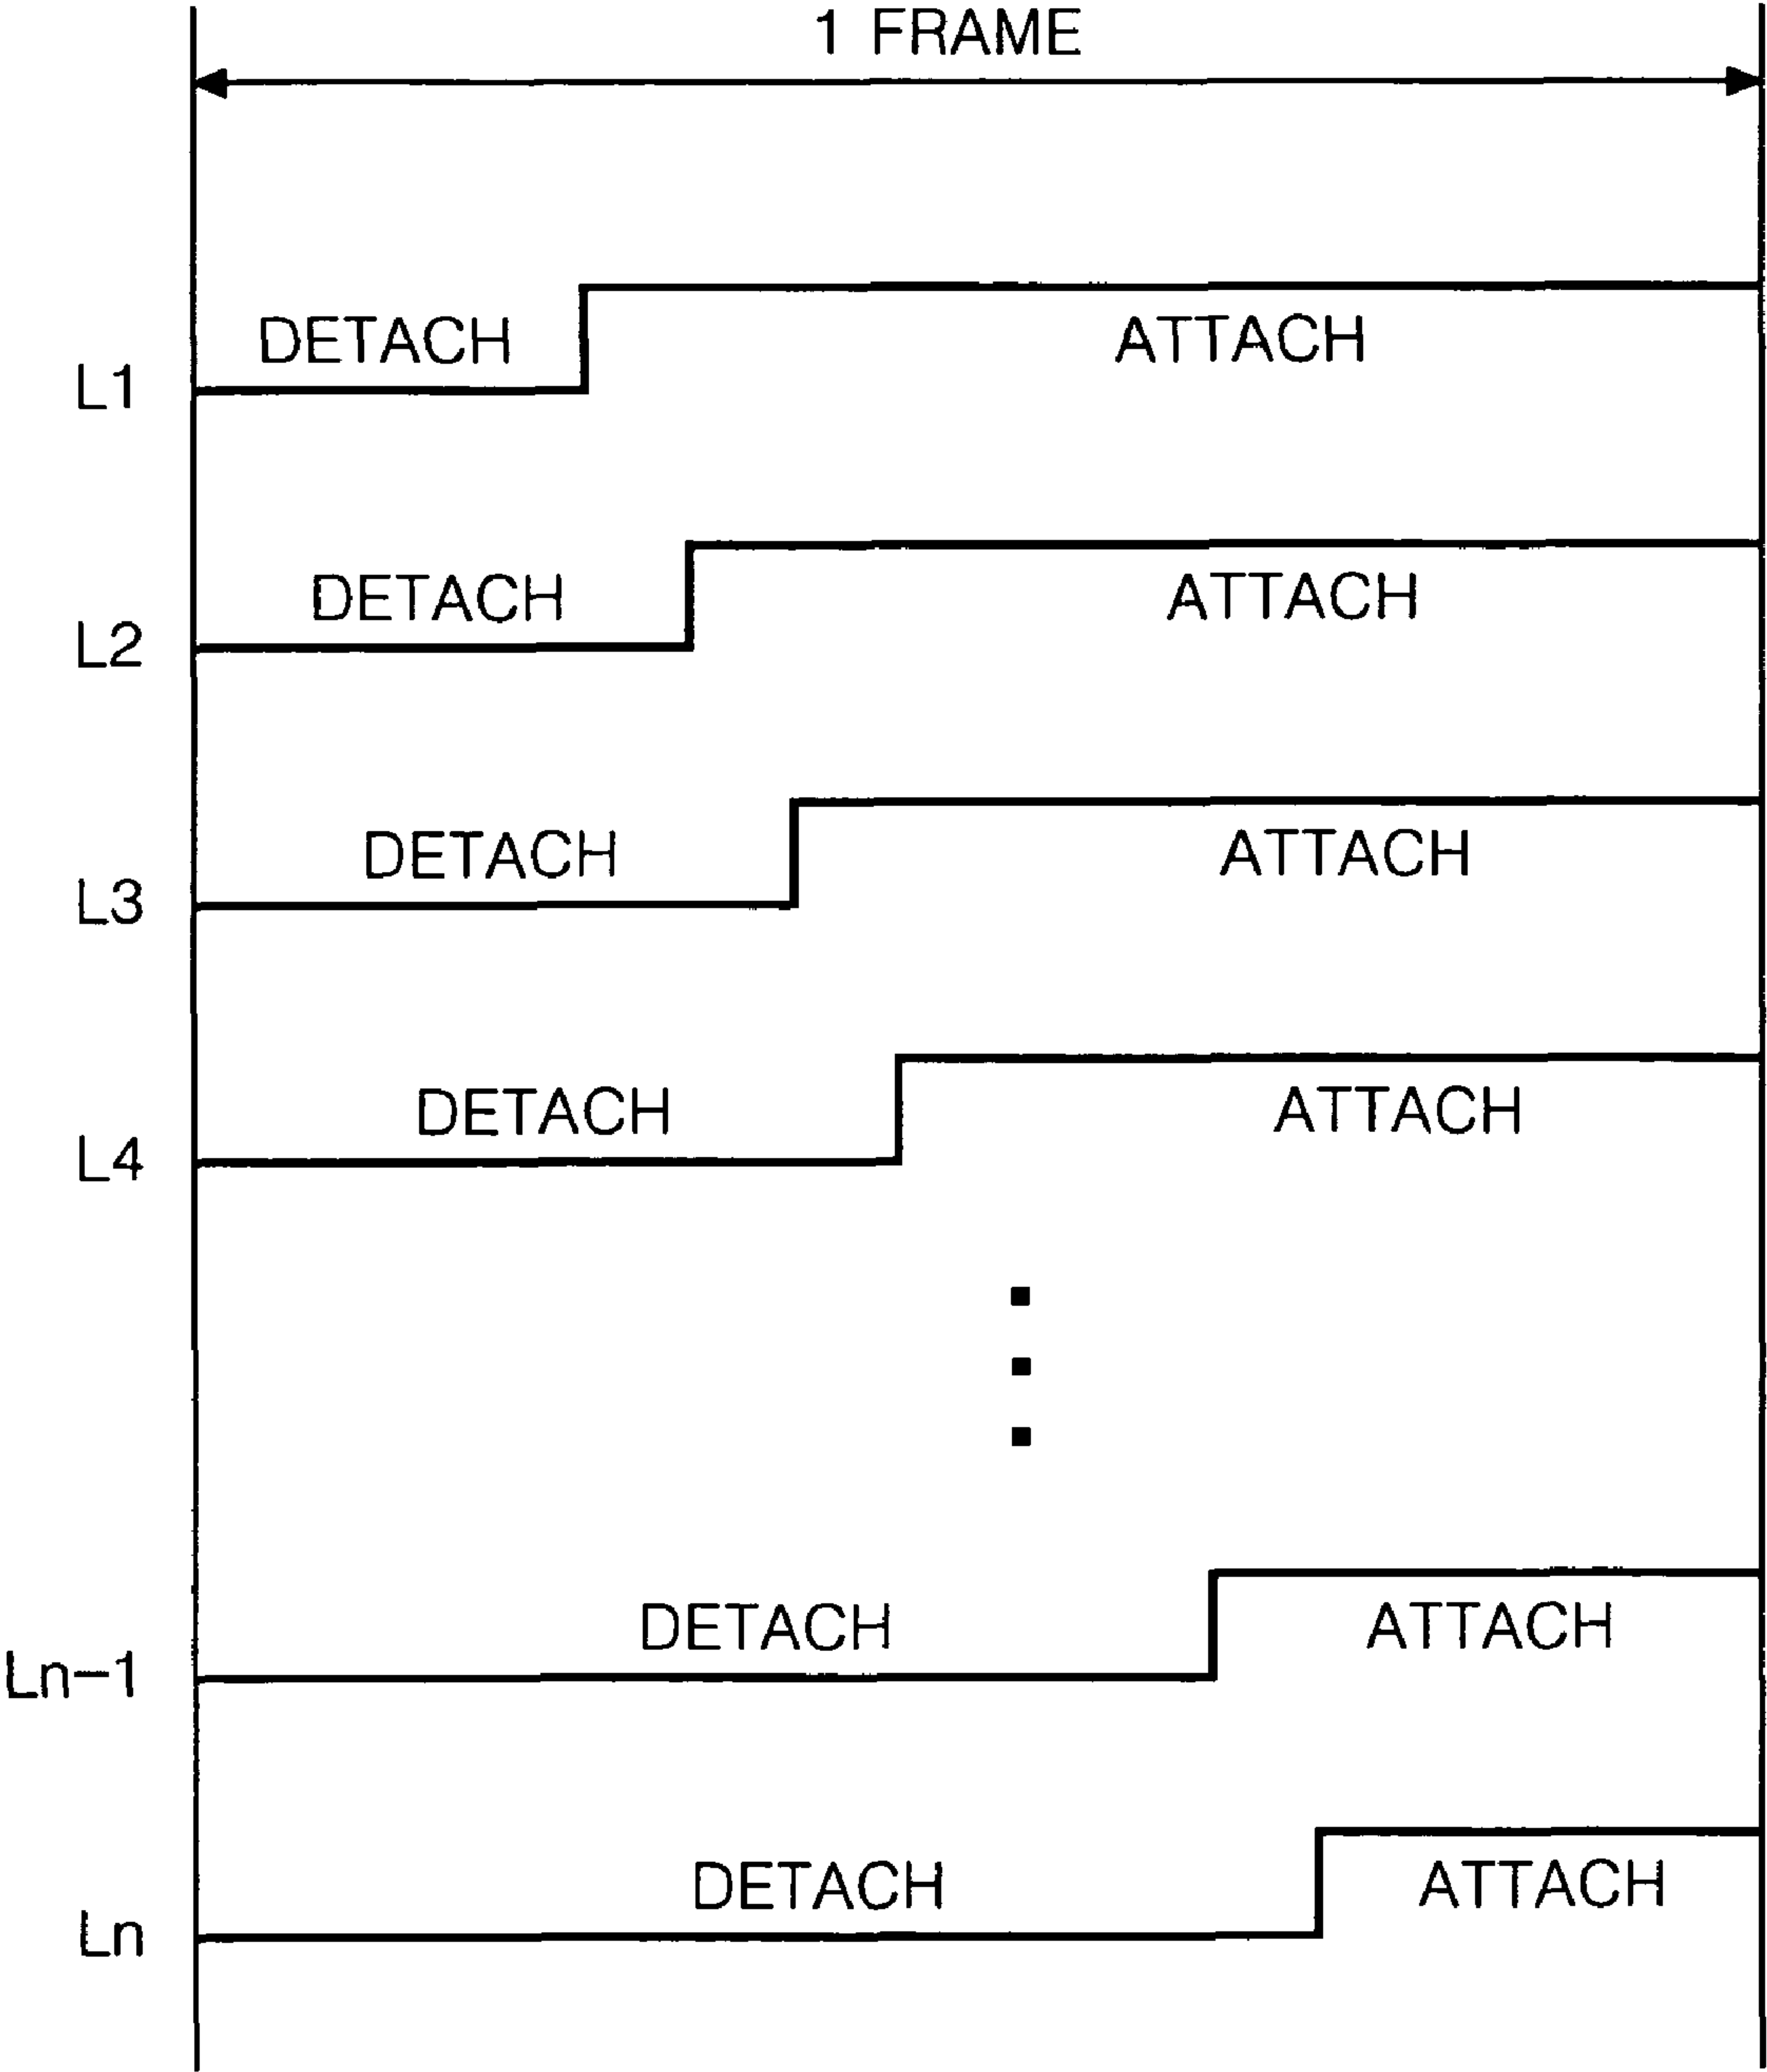 1 FRAME
DETACH ATTACH
L1
DETACH ATTACH
L2
DETACH ATTACH
L3
DETACH ATTACH
L4
DETACH ATTACH
Ln-1
DETACH ATTACH
Ln